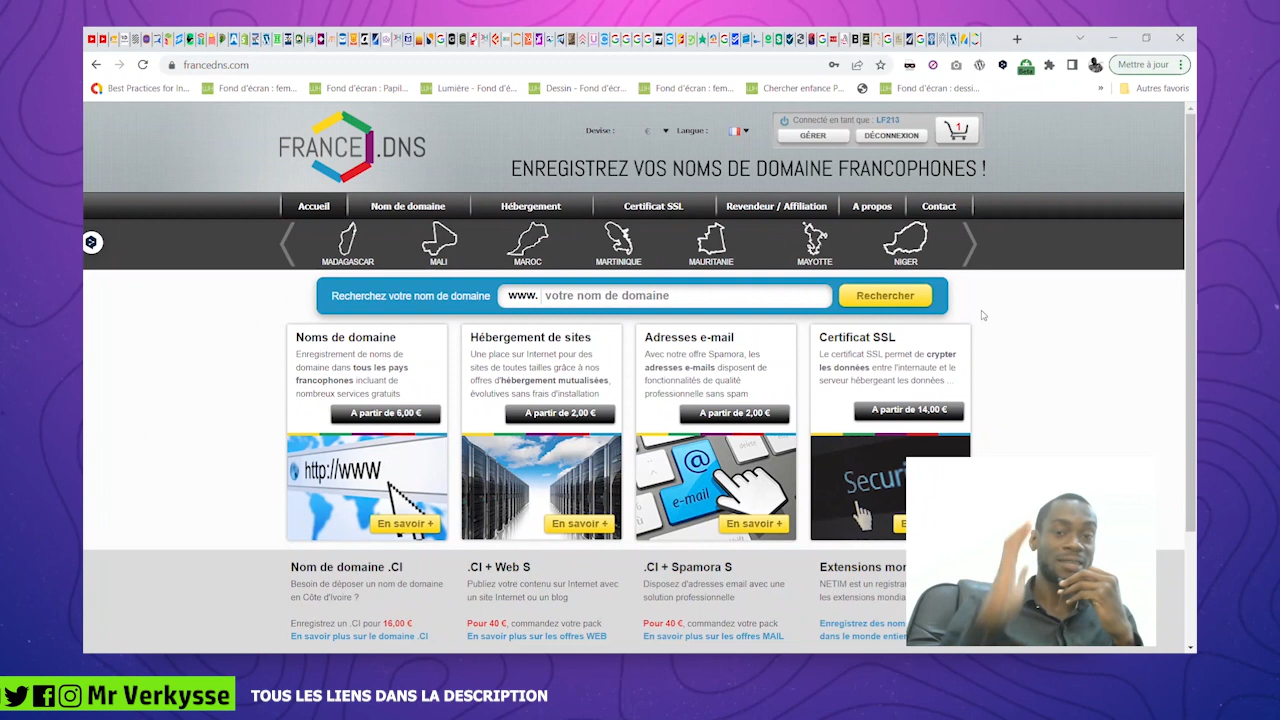 francedns.com
Mettre à jour
Best Practices for In...
Fond d'écran : fem...
Fond d'écran : Papil...
Lumière - Fond d'é...
Dessin - Fond d'écr...
Fond d'écran : fem...
Chercher enfance P...
Fond d'écran : dessi...
»
Autres favoris
FRANCE.DNS
Devise :
€
Langue :
Connecté en tant que : LF213
GÉRER
DÉCONNEXION
1
ENREGISTREZ VOS NOMS DE DOMAINE FRANCOPHONES !
Accueil
Nom de domaine
Hébergement
Certificat SSL
Revendeur / Affiliation
A propos
Contact
MADAGASCAR
MALI
MAROC
MARTINIQUE
MAURITANIE
MAYOTTE
NIGER
Recherchez votre nom de domaine
www.
votre nom de domaine
Rechercher
Noms de domaine
Enregistrement de noms de
domaine dans tous les pays
francophones incluant de
nombreux services gratuits
A partir de 6,00 €
http://www
En savoir +
Hébergement de sites
Une place sur Internet pour des
sites de toutes tailles grâce à nos
offres d'hébergement mutualisées,
évolutives sans frais d'installation
A partir de 2,00 €
En savoir +
Adresses e-mail
Avec notre offre Spamora, les
adresses e-mails disposent de
fonctionnalités de qualité
professionnelle sans spam
A partir de 2,00 €
@
e-mail
En savoir +
Certificat SSL
Le certificat SSL permet de crypter
les données entre l'internaute et le
serveur hébergeant les données ...
A partir de 14,00 €
Securi
E
Nom de domaine .CI
Besoin de déposer un nom de domaine
en Côte d'Ivoire ?
Enregistrez un .CI pour 16,00 €
En savoir plus sur le domaine .CI
.CI + Web S
Publiez votre contenu sur Internet avec
un site Internet ou un blog
Pour 40 €, commandez votre pack
En savoir plus sur les offres WEB
.CI + Spamora S
Disposez d'adresses email avec une
solution professionnelle
Pour 40 €, commandez votre pack
En savoir plus sur les offres MAIL
Extensions mon
NETIM est un registra
les extensions mondia
Enregistrez des nom
dans le monde entier
Mr Verkysse
TOUS LES LIENS DANS LA DESCRIPTION